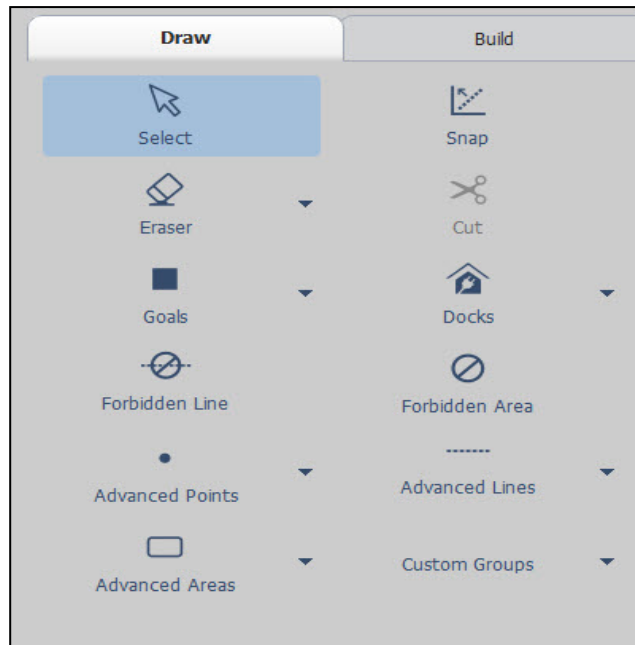 Draw
Build
Select
Snap
Eraser
Cut
Goals
Docks
Forbidden Line
Forbidden Area
Advanced Points
Advanced Lines
Advanced Areas
Custom Groups